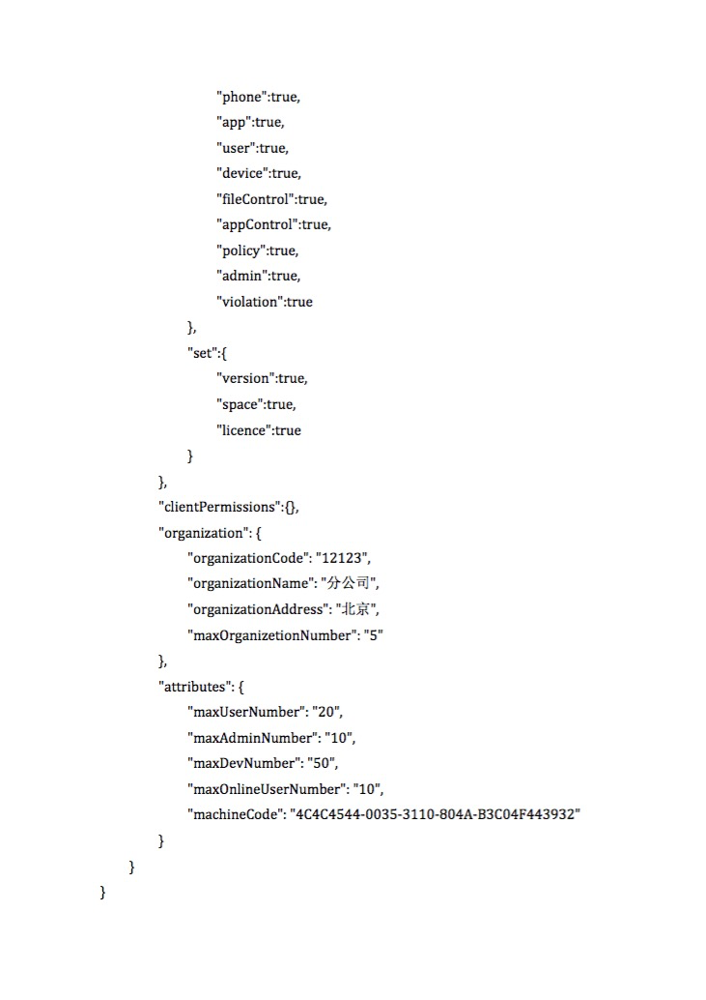 "phone":true,
"app":true,
"user":true,
"device":true,
"fileControl":true,
"appControl":true,
"policy":true,
"admin":true,
"violation":true
},
"set":{
"version":true,
"space":true,
"licence":true
}
},
"clientPermissions":{},
"organization": {
"organizationCode": "12123",
"organizationName": "分公司",
"organizationAddress": "北京",
"maxOrganizetionNumber": "5"
},
"attributes": {
"maxUserNumber": "20",
"maxAdminNumber": "10",
"maxDevNumber": "50",
"maxOnlineUserNumber": "10",
"machineCode": "4C4C4544-0035-3110-804A-B3C04F443932"
}
}
}